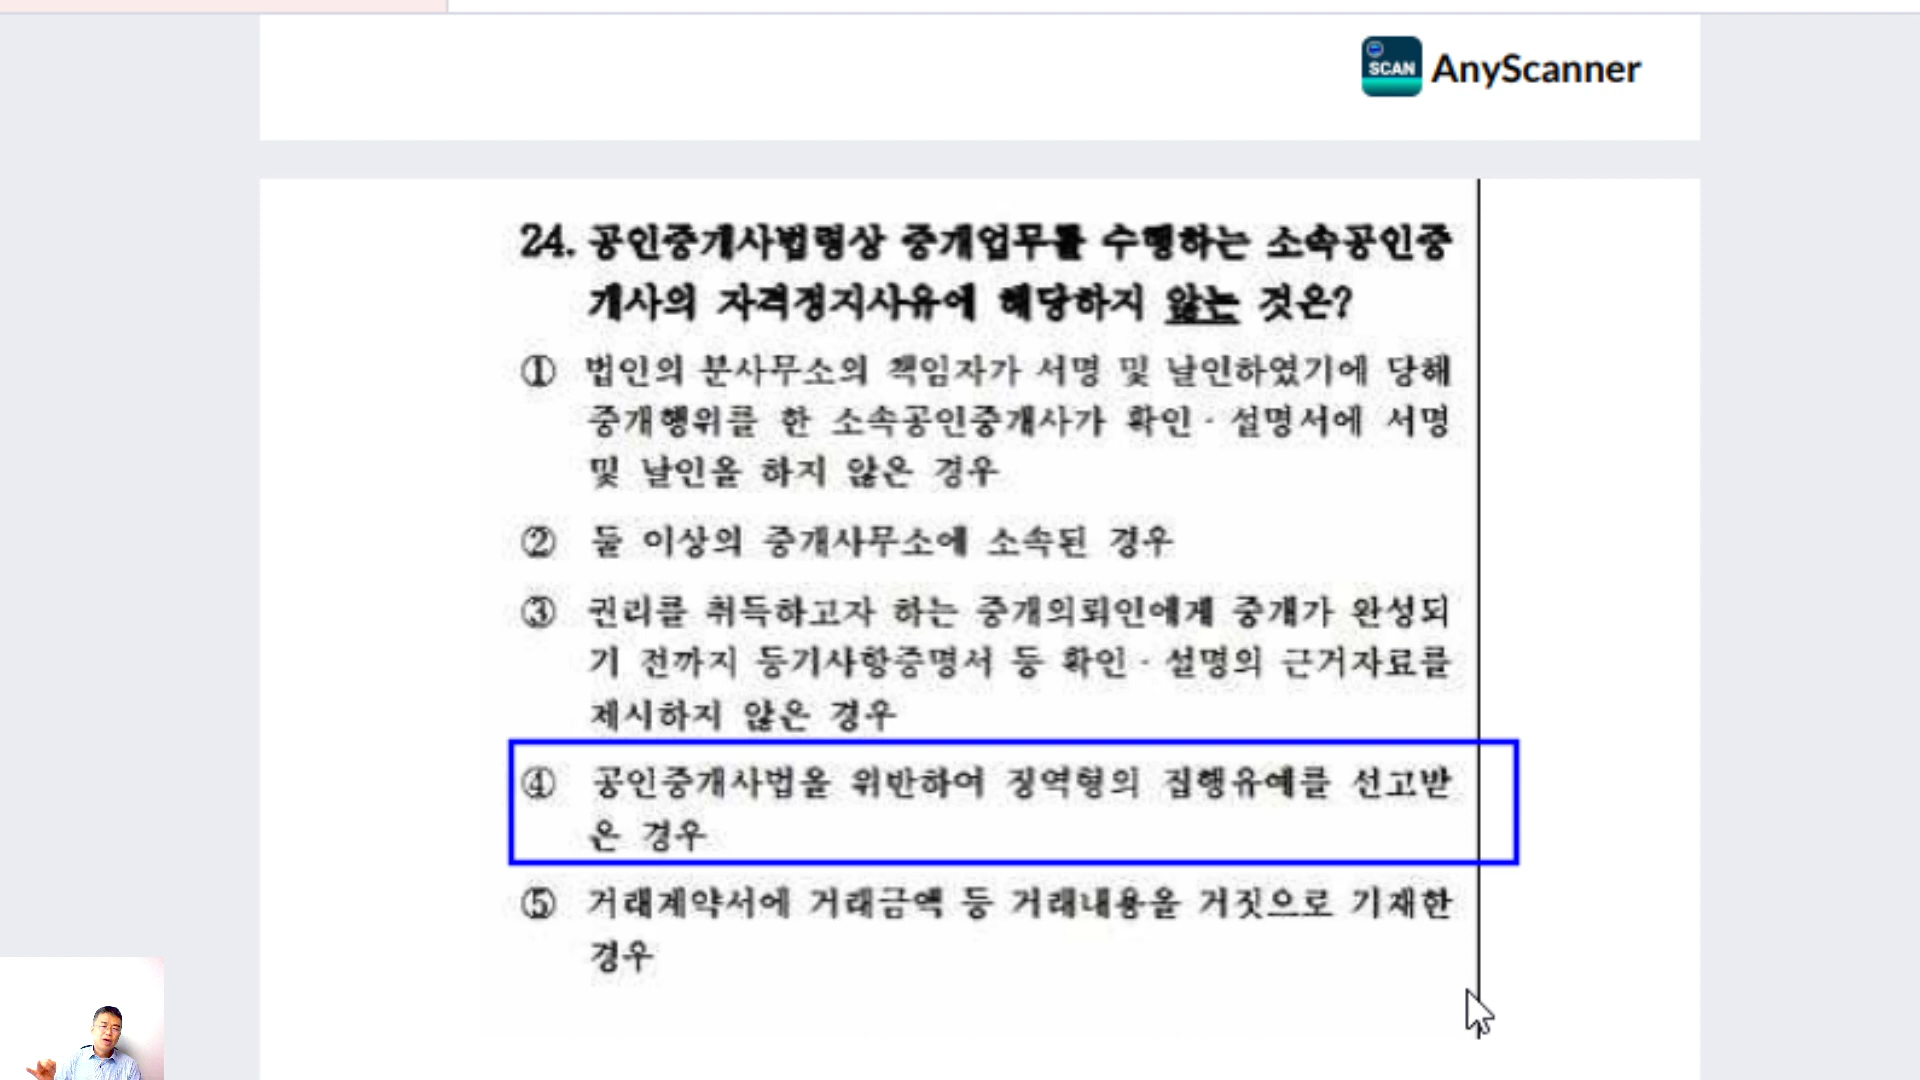 SCAN AnyScanner
24. 공인중개사법령상 중개업무를 수행하는 소속공인중
개사의 자격정지사유에 해당하지 않는 것은?
① 법인의 분사무소의 책임자가 서명 및 날인하였기에 당해
중개행위를 한 소속공인중개사가 확인 · 설명서에 서명
및 날인을 하지 않은 경우
② 둘 이상의 중개사무소에 소속된 경우
③ 권리를 취득하고자 하는 중개의뢰인에게 중개가 완성되
기 전까지 등기사항증명서 등 확인 · 설명의 근거자료를
제시하지 않은 경우
④ 공인중개사법을 위반하여 징역형의 집행유예를 선고받
은 경우
⑤ 거래계약서에 거래금액 등 거래내용을 거짓으로 기재한
경우